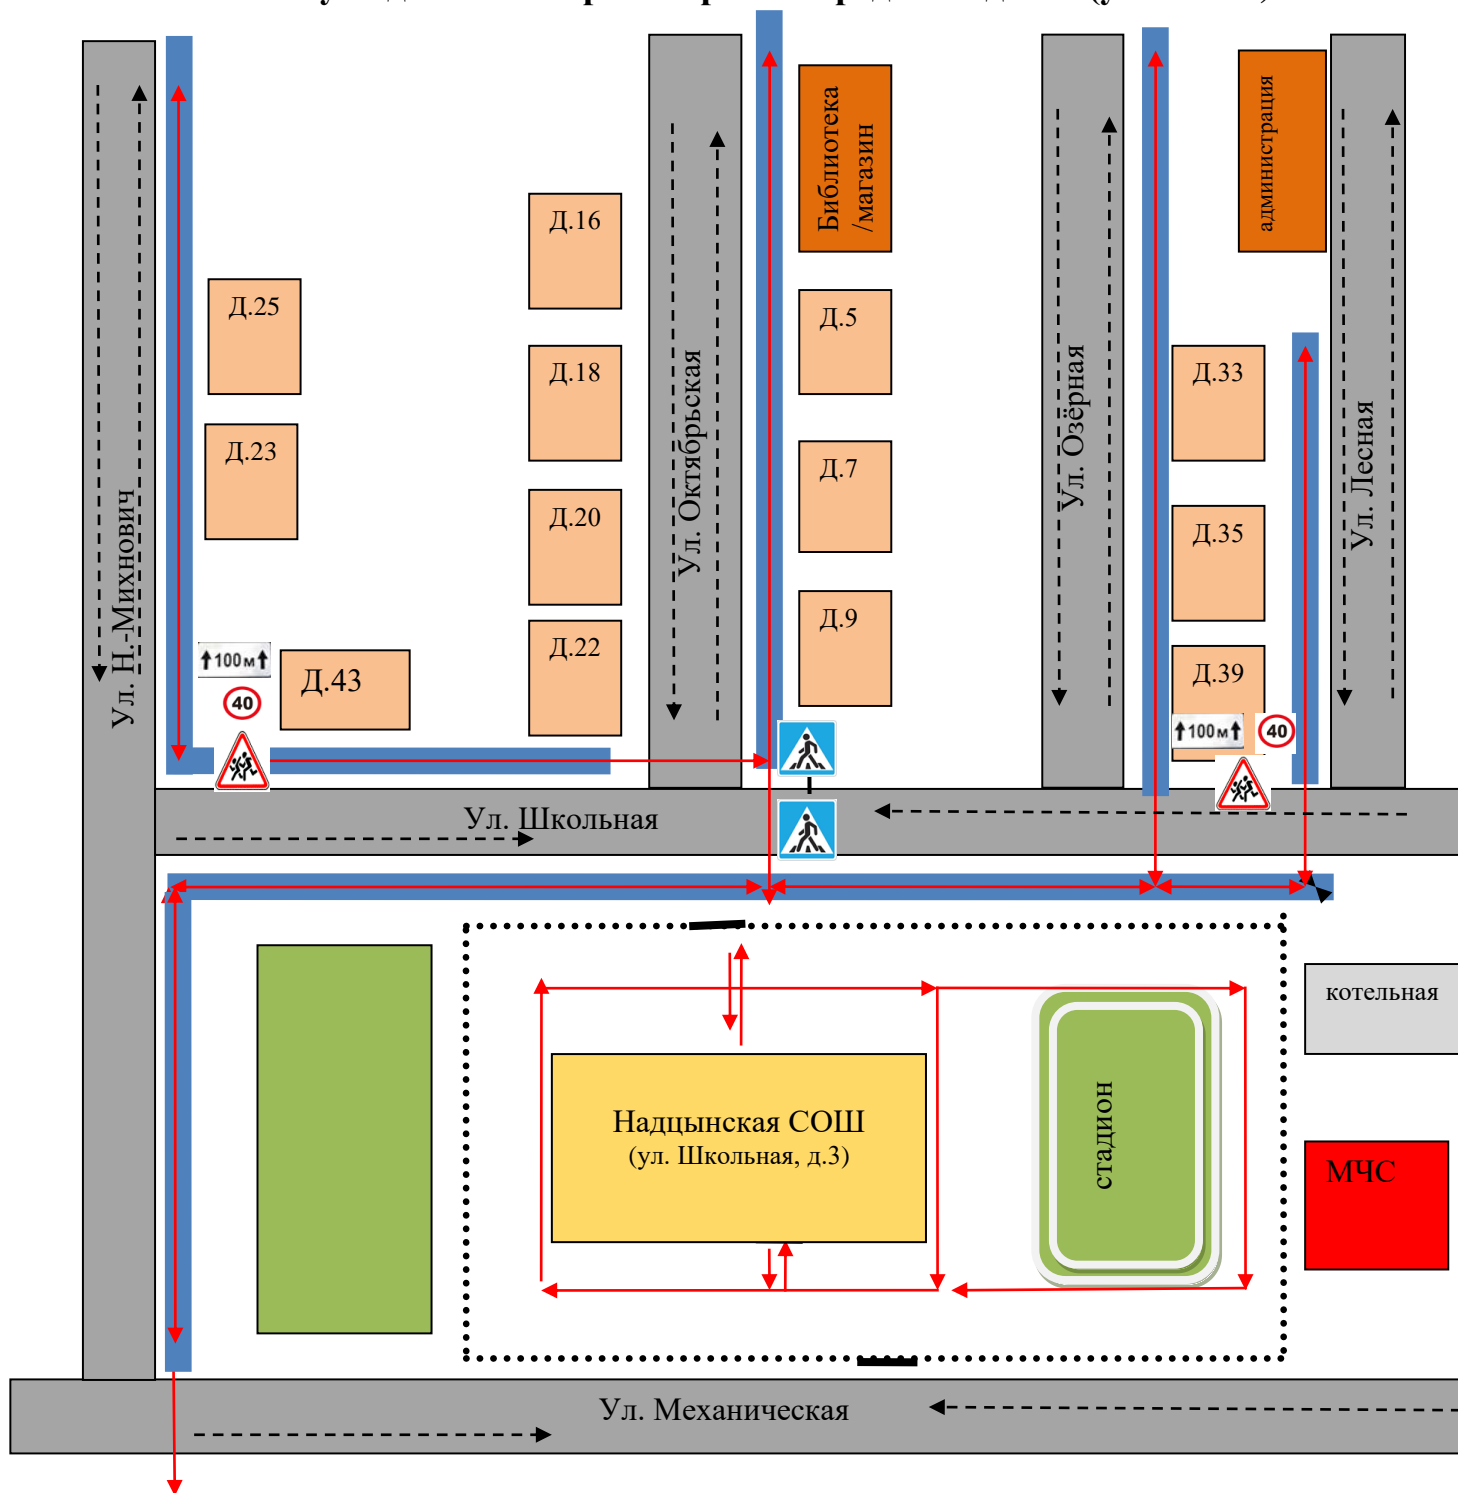 Библиотека
/магазин
администрация
Д.16
Д.25
Д.5
Д.18
Д.33
Д.23
Д.7
Д.20
Д.35
Д.9
Д.22
Д.43
Д.39
Ул. Н.-Михнович
Ул. Октябрьская
Ул. Озёрная
Ул. Лесная
100м
40
100м
40
Ул. Школьная
котельная
Надцынская СОШ
(ул. Школьная, д.3)
стадион
МЧС
Ул. Механическая